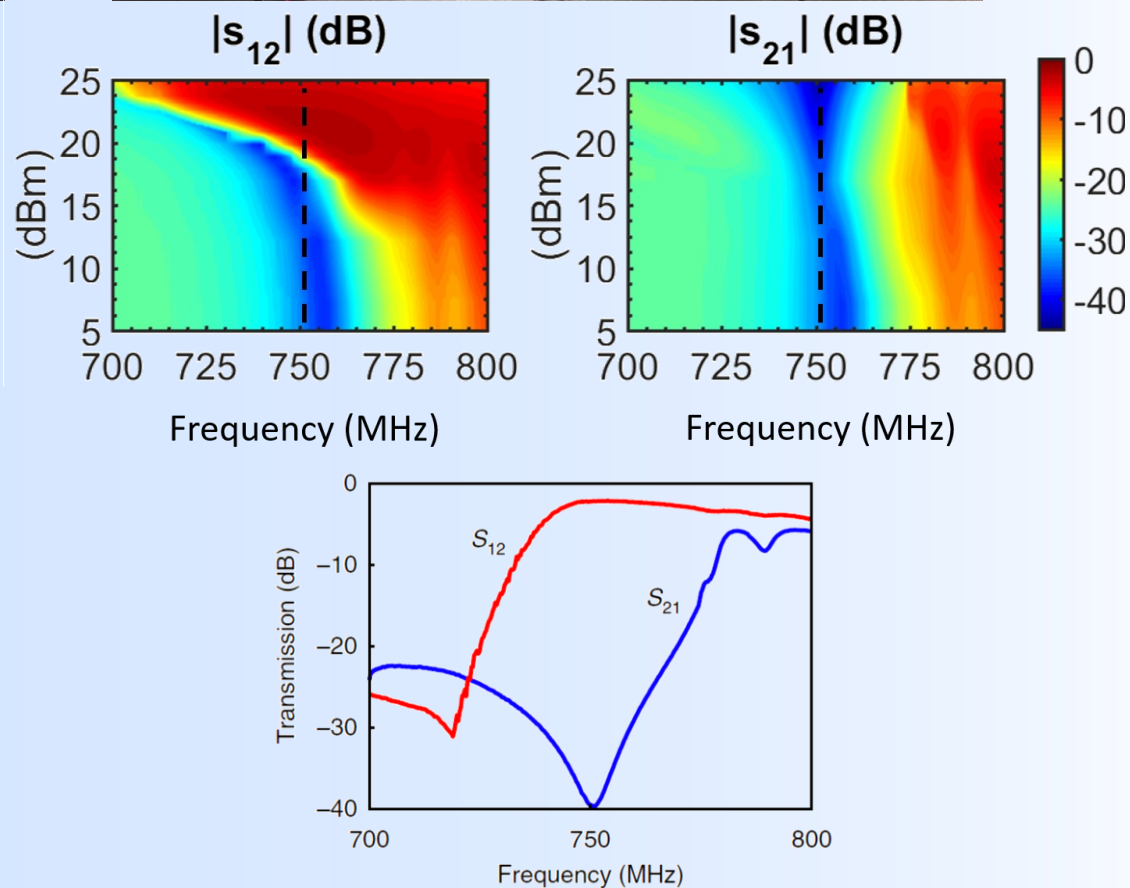 |s12| (dB)
|s21| (dB)
25
20
15
10
5
(dBm)
700 725 750 775 800
Frequency (MHz)
25
20
15
10
5
(dBm)
700 725 750 775 800
Frequency (MHz)
0
-10
-20
-30
-40
0
−10
−20
−30
−40
Transmission (dB)
S12
S21
700 750 800
Frequency (MHz)